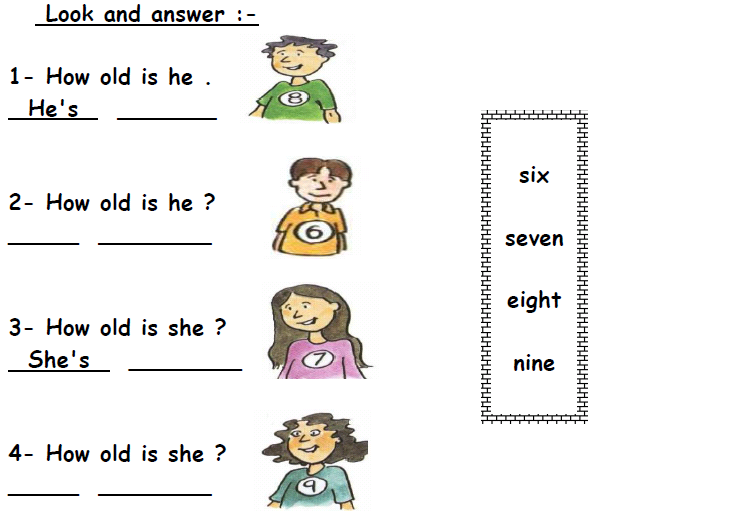 Look and answer :-
1- How old is he .
He's
8
2- How old is he ?
6
3- How old is she ?
She's
7
4- How old is she ?
9
six
seven
eight
nine